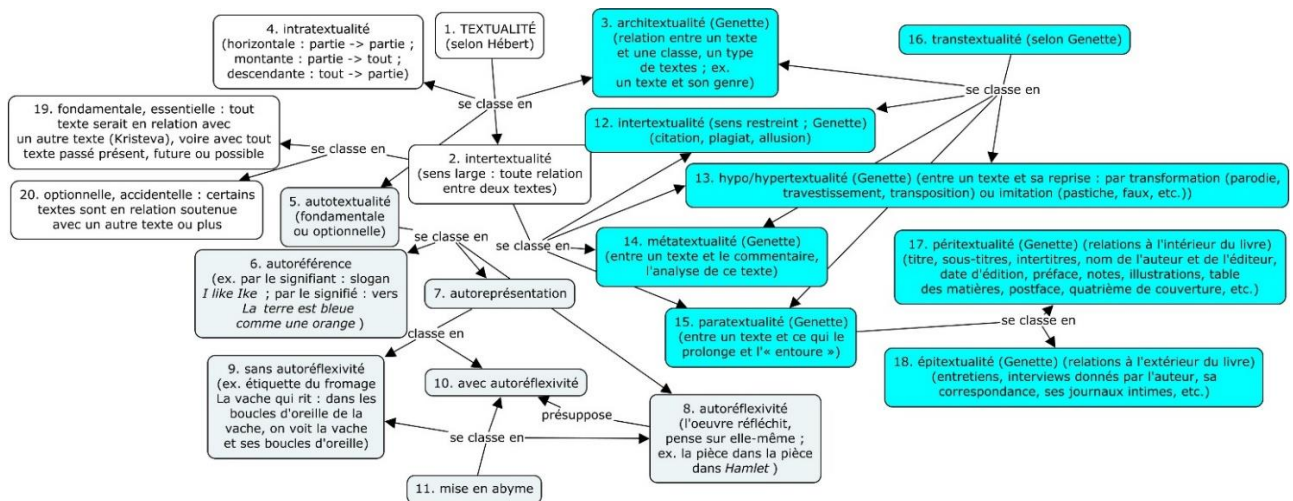 4. intratextualité
(horizontale : partie -> partie ;
montante : partie -> tout ;
descendante : tout -> partie)
1. TEXTUALITÉ
(selon Hébert)
3. architextualité (Genette)
(relation entre un texte
et une classe, un type
de textes ; ex.
un texte et son genre)
16. transtextualité (selon Genette)
se classe en
se classe en
19. fondamentale, essentielle : tout
texte serait en relation avec
un autre texte (Kristeva), voire avec tout
texte passé présent, future ou possible
se classe en
12. intertextualité (sens restreint ; Genette)
(citation, plagiat, allusion)
2. intertextualité
(sens large : toute relation
entre deux textes)
20. optionnelle, accidentelle : certains
textes sont en relation soutenue
avec un autre texte ou plus
13. hypo/hypertextualité (Genette) (entre un texte et sa reprise : par transformation (parodie,
travestissement, transposition) ou imitation (pastiche, faux, etc.))
5. autotextualité
(fondamentale
ou optionnelle)
se classe en
se classe en
14. métatextualité (Genette)
(entre un texte et le commentaire,
l'analyse de ce texte)
17. péritextualité (Genette) (relations à l'intérieur du livre)
(titre, sous-titres, intertitres, nom de l'auteur et de l'éditeur,
date d'édition, préface, notes, illustrations, table
des matières, postface, quatrième de couverture, etc.)
6. autoréférence
(ex. par le signifiant : slogan
I like Ike ; par le signifié : vers
La terre est bleue
comme une orange )
7. autoreprésentation
15. paratextualité (Genette)
(entre un texte et ce qui le
prolonge et l'« entoure »)
se classe en
classe en
9. sans autoréflexivité
(ex. étiquette du fromage
La vache qui rit : dans les
boucles d'oreille de la
vache, on voit la vache
et ses boucles d'oreille)
10. avec autoréflexivité
18. épitextualité (Genette) (relations à l'extérieur du livre)
(entretiens, interviews donnés par l'auteur, sa
correspondance, ses journaux intimes, etc.)
présuppose
8. autoréflexivité
(l'oeuvre réfléchit,
pense sur elle-même ;
ex. la pièce dans la pièce
dans Hamlet )
se classe en
11. mise en abyme